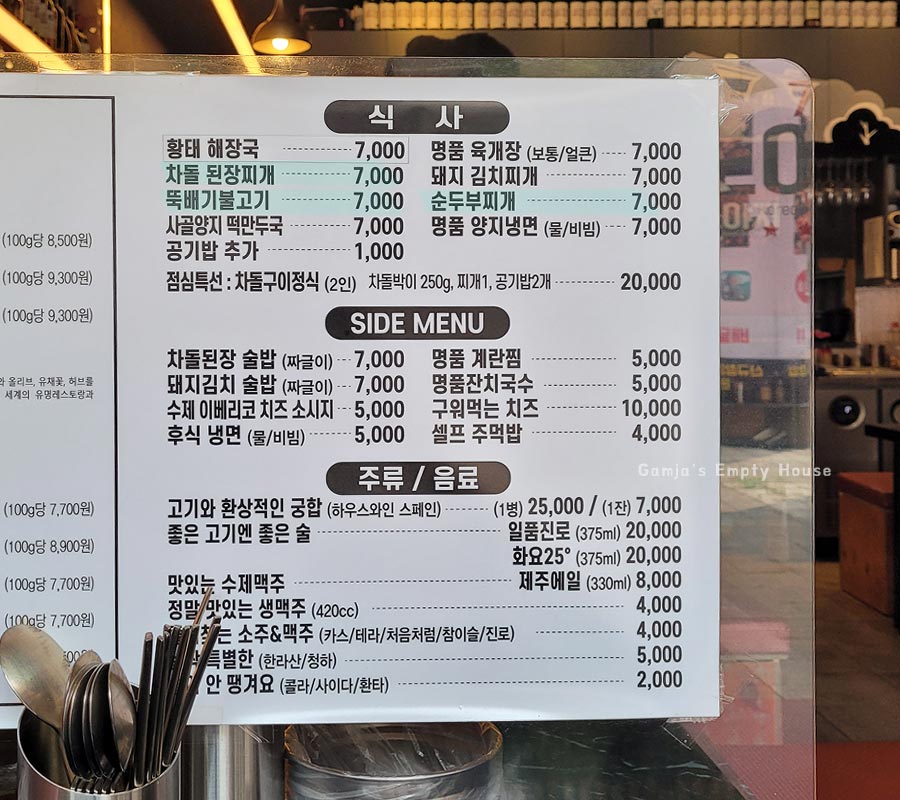 식 사
황태 해장국 7,000
차돌 된장찌개 7,000
뚝배기불고기 7,000
사골양지 떡만두국 7,000
공기밥 추가 1,000
명품 육개장 (보통/얼큰) 7,000
돼지 김치찌개 7,000
순두부찌개 7,000
명품 양지냉면 (물/비빔) 7,000
점심특선 : 차돌구이정식 (2인) 차돌박이 250g, 찌개1, 공기밥2개 20,000
SIDE MENU
차돌된장 술밥 (짜글이) 7,000
돼지김치 술밥 (짜글이) 7,000
수제 이베리코 치즈 소시지 5,000
후식 냉면 (물/비빔) 5,000
명품 계란찜 5,000
명품잔치국수 5,000
구워먹는 치즈 10,000
셀프 주먹밥 4,000
주류 / 음료
고기와 환상적인 궁합 (하우스와인 스페인) (1병) 25,000 / (1잔) 7,000
좋은 고기엔 좋은 술 일품진로 (375ml) 20,000
화요25° (375ml) 20,000
맛있는 수제맥주 제주에일 (330ml) 8,000
정말 맛있는 생맥주 (420cc) 4,000
소주&맥주 (카스/테라/처음처럼/참이슬/진로) 4,000
특별한 (한라산/청하) 5,000
안 땡겨요 (콜라/사이다/환타) 2,000
(100g당 8,500원)
(100g당 9,300원)
(100g당 9,300원)
올리브, 유채꽃, 허브를
세계의 유명레스토랑과
(100g당 7,700원)
(100g당 8,900원)
(100g당 7,700원)
(100g당 7,700원)
Gamja's Empty House